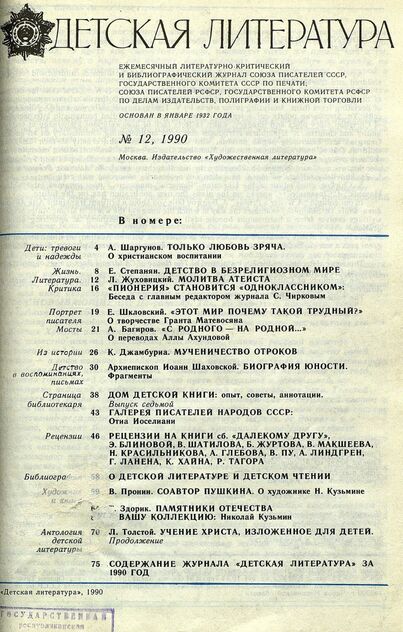 ДЕТСКАЯ ЛИТЕРАТУРА
ЕЖЕМЕСЯЧНЫЙ ЛИТЕРАТУРНО-КРИТИЧЕСКИЙ
И БИБЛИОГРАФИЧЕСКИЙ ЖУРНАЛ СОЮЗА ПИСАТЕЛЕЙ СССР,
ГОСУДАРСТВЕННОГО КОМИТЕТА СССР ПО ПЕЧАТИ;
СОЮЗА ПИСАТЕЛЕЙ РСФСР, ГОСУДАРСТВЕННОГО КОМИТЕТА РСФСР
ПО ДЕЛАМ ИЗДАТЕЛЬСТВ, ПОЛИГРАФИИ И КНИЖНОЙ ТОРГОВЛИ
ОСНОВАН В ЯНВАРЕ 1932 ГОДА
№ 12, 1990
Москва. Издательство «Художественная литература»
В номере:
Дети: тревоги 4 А. Шаргунов. ТОЛЬКО ЛЮБОВЬ ЗРЯЧА.
и надежды О христианском воспитании
Жизнь. 8 Е. Степанян. ДЕТСТВО В БЕЗРЕЛИГИОЗНОМ МИРЕ
Литература. 12 Л. Жуховицкий. МОЛИТВА АТЕИСТА
Критика 16 «ПИОНЕРИЯ» СТАНОВИТСЯ «ОДНОКЛАССНИКОМ»:
Беседа с главным редактором журнала С. Чирковым
Портрет 19 Е. Шкловский. «ЭТОТ МИР ПОЧЕМУ ТАКОЙ ТРУДНЫЙ?»
писателя О творчестве Гранта Матевосяна
Мосты 21 А. Багиров. «С РОДНОГО — НА РОДНОЙ...»
О переводах Аллы Ахундовой
Из истории 26 К. Джамбурия. МУЧЕНИЧЕСТВО ОТРОКОВ
Детство 30 Архиепископ Иоанн Шаховской. БИОГРАФИЯ ЮНОСТИ.
в воспоминаниях, Фрагменты
письмах
Страница 38 ДОМ ДЕТСКОЙ КНИГИ: опыт, советы, аннотации.
библиотекаря Выпуск седьмой
43 ГАЛЕРЕЯ ПИСАТЕЛЕЙ НАРОДОВ СССР:
Отиа Иоселиани
Рецензии 46 РЕЦЕНЗИИ НА КНИГИ сб. «ДАЛЕКОМУ ДРУГУ»,
Э. БЛИНОВОЙ, В. ШАТИЛОВА, Б. ЖУРТОВА, В. МАКШЕЕВА,
Н. КРАСИЛЬНИКОВА, А. ГЛЕБОВА, В. ПУ, А. ЛИНДГРЕН,
Г. ЛАНЕНА, К. ХАЙНА, Р. ТАГОРА
58 О ДЕТСКОЙ ЛИТЕРАТУРЕ И ДЕТСКОМ ЧТЕНИИ
59 В. Пронин. СОАВТОР ПУШКИНА. О художнике Н. Кузьмине
Здорик. ПАМЯТНИКИ ОТЕЧЕСТВА
ВАШУ КОЛЛЕКЦИЮ: Николай Кузьмин
Антология 70 Л. Толстой. УЧЕНИЕ ХРИСТА, ИЗЛОЖЕННОЕ ДЛЯ ДЕТЕЙ.
детской Продолжение
литературы
75 СОДЕРЖАНИЕ ЖУРНАЛА «ДЕТСКАЯ ЛИТЕРАТУРА» ЗА
1990 ГОД
«Детская литература», 1990
ГОСУДАРСТВЕННАЯ
республиканская